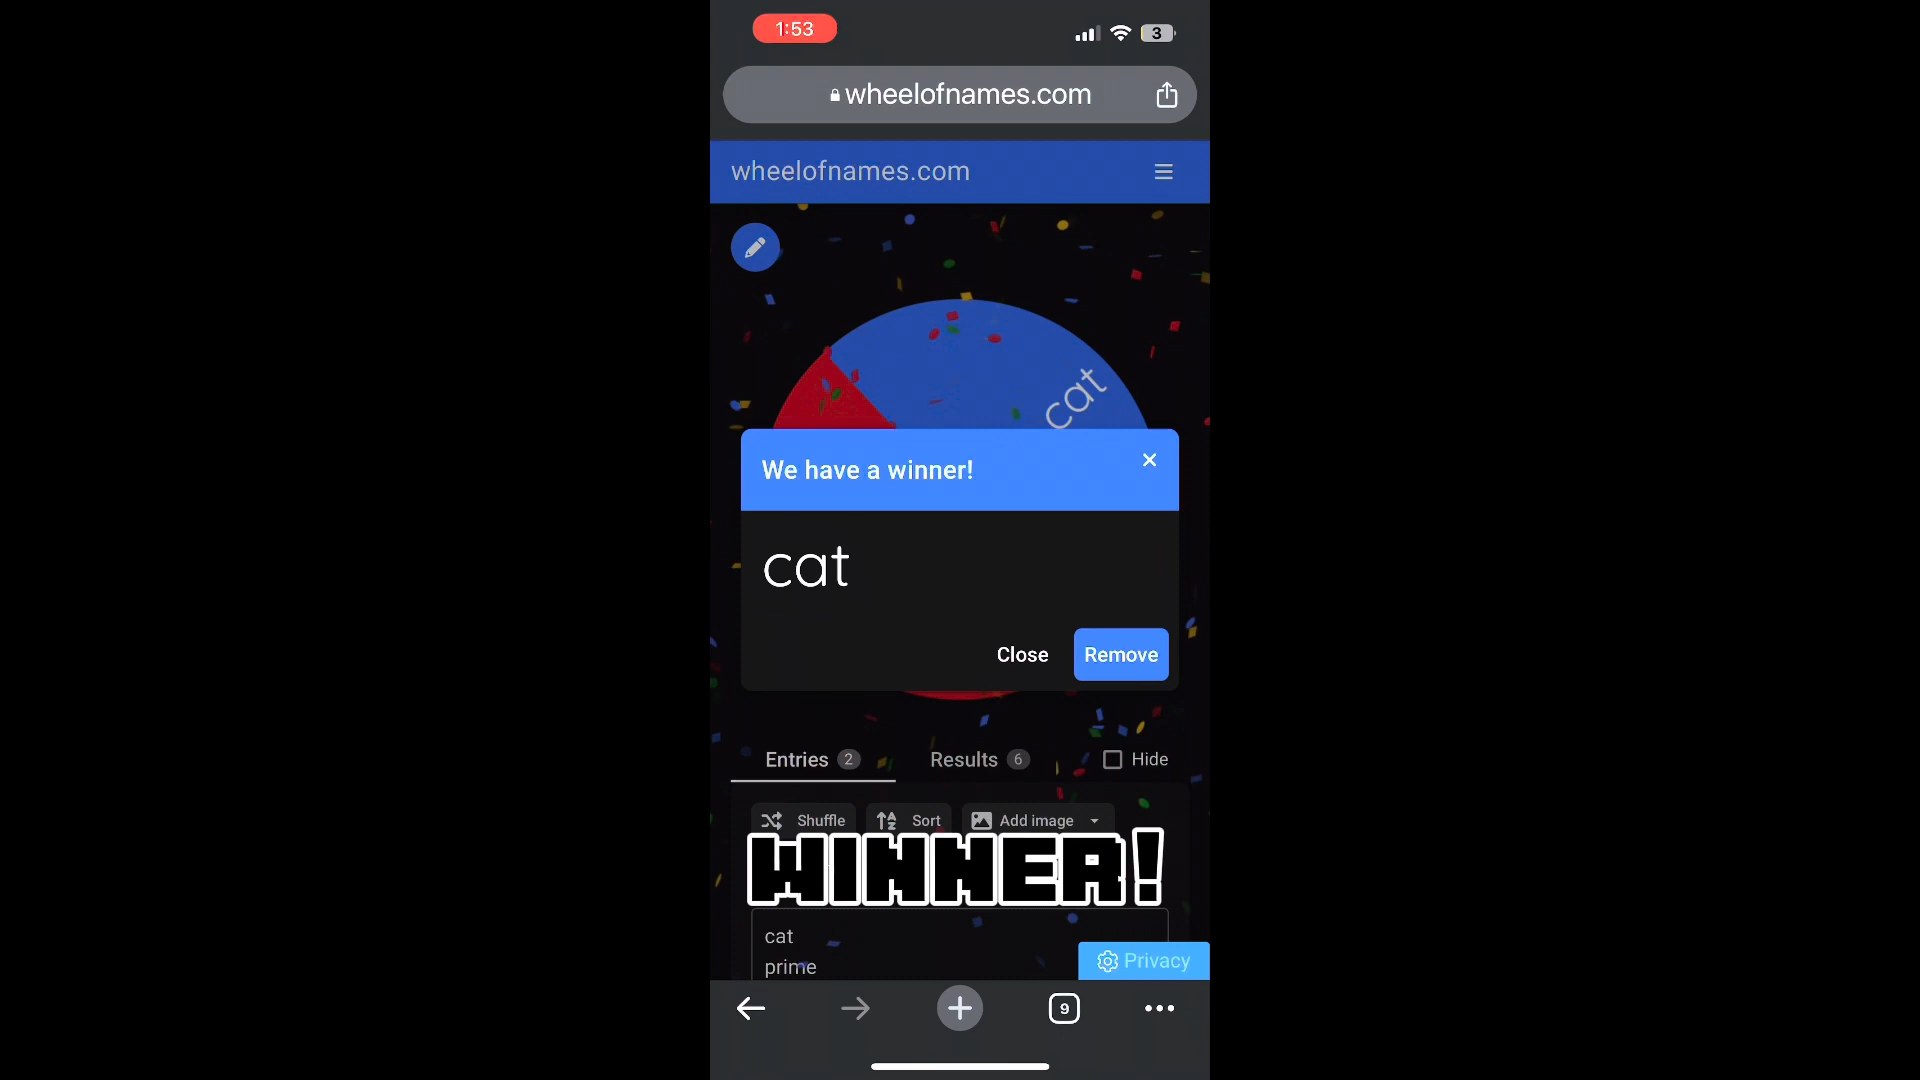 1:53
3
wheelofnames.com
wheelofnames.com
cat
We have a winner!
cat
Close Remove
Entries 2 Results 6 Hide
Shuffle Sort Add image
WINNER!
cat
prime
Privacy
9